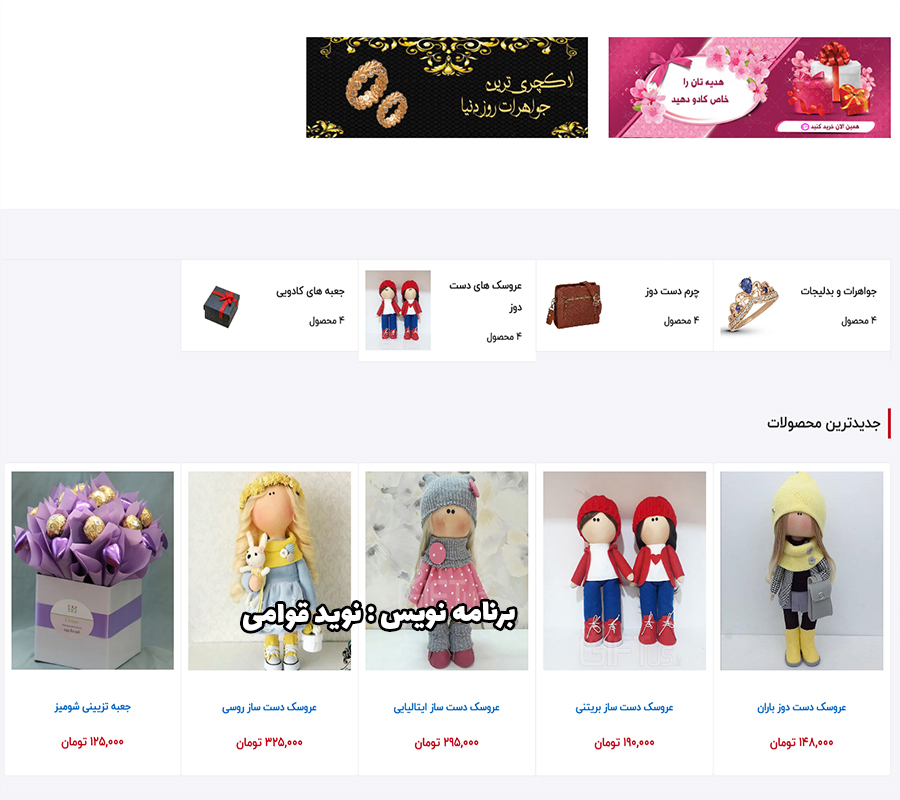 هدیه تان را
خاص کادو دهید
همین الان خرید کنید
لاکچری ترین
جواهرات روز دنیا
جواهرات و بدلیجات
۴ محصول
چرم دست دوز
۴ محصول
عروسک های دست
دوز
۴ محصول
جعبه های کادویی
۴ محصول
جدیدترین محصولات
برنامه نویس : نوید قوامی
عروسک دست دوز باران
۱۴۸,۰۰۰ تومان
عروسک دست ساز بریتنی
۱۹۰,۰۰۰ تومان
عروسک دست ساز ایتالیایی
۲۹۵,۰۰۰ تومان
عروسک دست ساز روسی
۳۲۵,۰۰۰ تومان
جعبه تزیینی شومیز
۱۲۵,۰۰۰ تومان